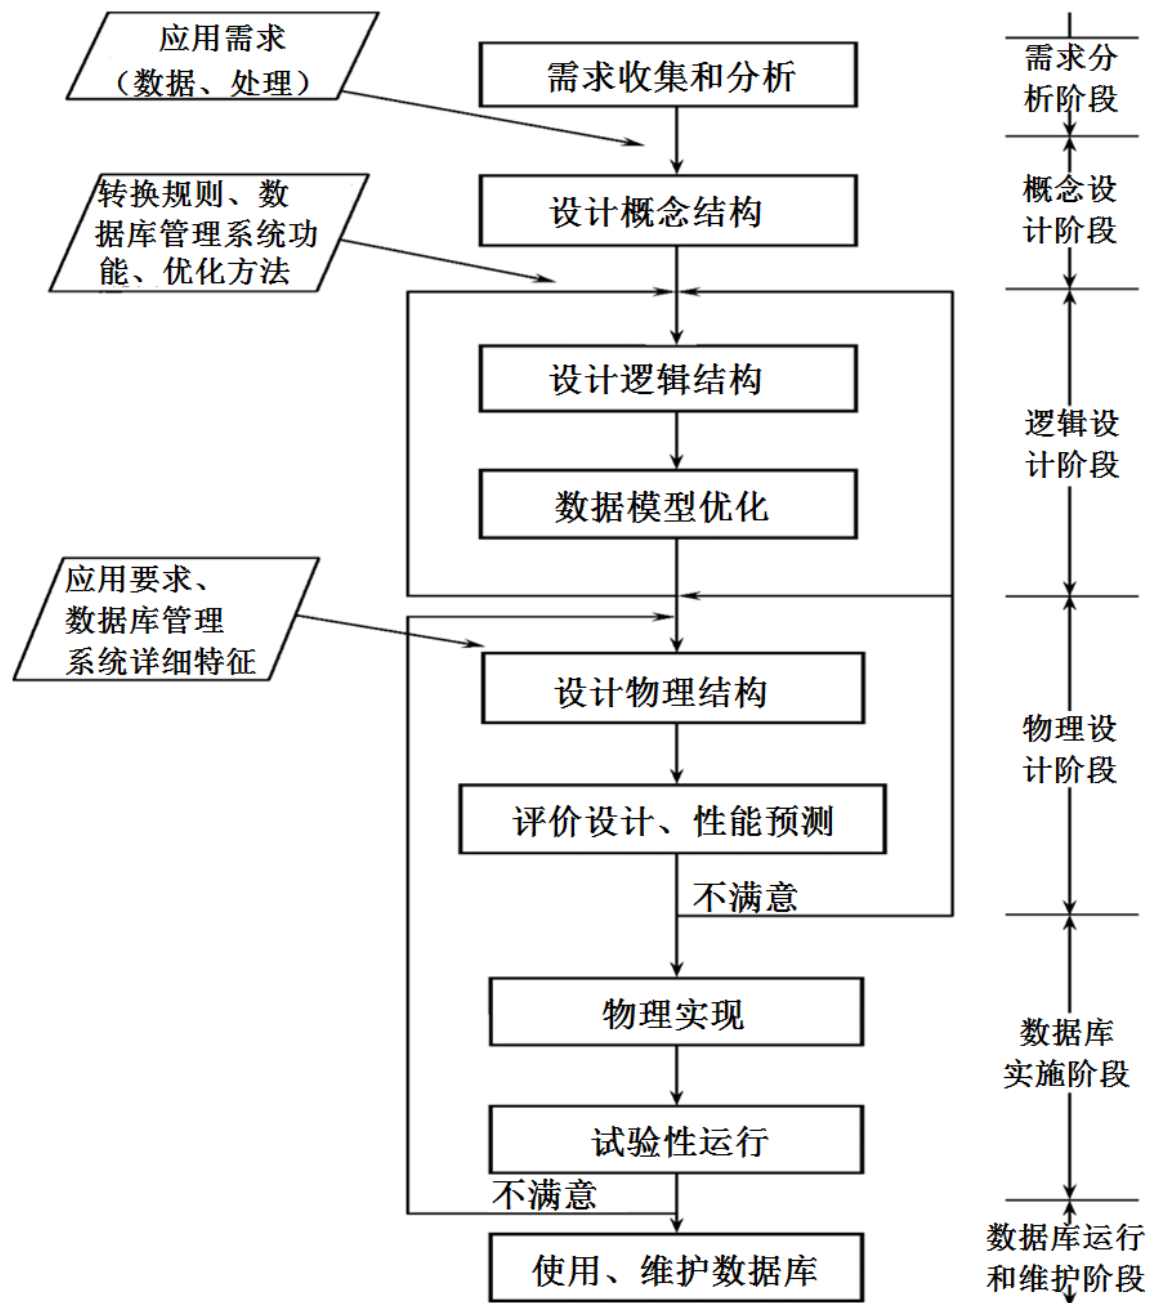 应用需求
（数据、处理）
需求收集和分析
需求分
析阶段
转换规则、数
据库管理系统功
能、优化方法
设计概念结构
概念设
计阶段
设计逻辑结构
数据模型优化
逻辑设
计阶段
应用要求、
数据库管理
系统详细特征
设计物理结构
评价设计、性能预测
不满意
物理设
计阶段
物理实现
试验性运行
不满意
数据库
实施阶段
使用、维护数据库
数据库运行
和维护阶段